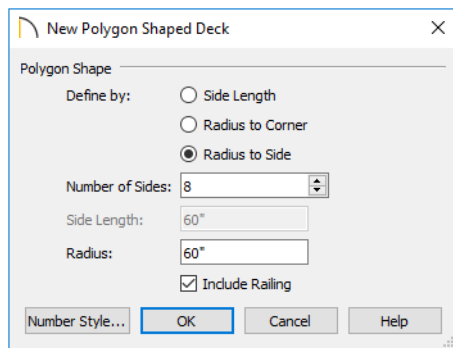 New Polygon Shaped Deck
Polygon Shape
Define by: Side Length
Radius to Corner
Radius to Side
Number of Sides: 8
Side Length: 60"
Radius: 60"
Include Railing
Number Style... OK Cancel Help